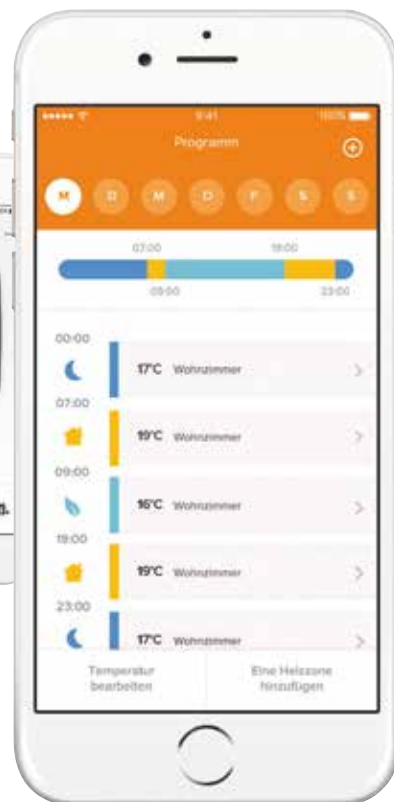 9:41 100%
Programm
M D M D F S S
07:00 19:00
09:00 23:00
00:00
17°C Wohnzimmer
07:00
19°C Wohnzimmer
09:00
16°C Wohnzimmer
19:00
19°C Wohnzimmer
23:00
17°C Wohnzimmer
Temperatur
bearbeiten
Eine Heizzone
hinzufügen